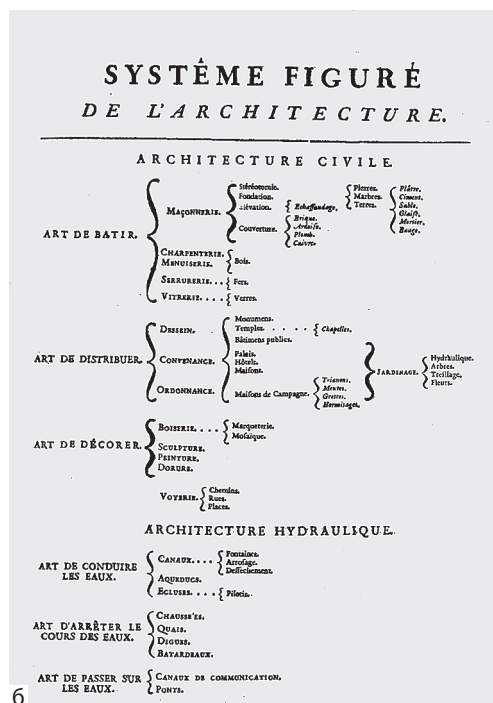 SYSTÊME FIGURÉ
DE L'ARCHITECTURE.
ARCHITECTURE CIVILE.
ART DE BATIR.
MAÇONNERIE.
Stéréotomie.
Fondation.
Élévation.
Echaffaudage.
Couverture.
Brique.
Ardoise.
Plomb.
Cuivre.
Pierres.
Marbres.
Terres.
Plâtre.
Ciment.
Sable.
Glaise.
Mortier.
Bauge.
CHARPENTERIE.
MENUISERIE.
Bois.
SERRURERIE...
Fers.
VITRERIE....
Verres.
ART DE DISTRIBUER.
DESSEIN.
CONVENANCE.
ORDONNANCE.
Monumens.
Temples. . . . .
Chapelles.
Bâtimens publics.
Palais.
Hôtels.
Maisons.
Maisons de Campagne.
Trianons.
Muettes.
Grottes.
Hermitages.
JARDINAGE.
Hydraulique.
Arbres.
Treillage.
Fleurs.
ART DE DÉCORER.
BOISERIE....
Marqueterie.
Mosaïque.
SCULPTURE.
PEINTURE.
DORURE.
VOYERIE.
Chemins.
Rues.
Places.
ARCHITECTURE HYDRAULIQUE.
ART DE CONDUIRE
LES EAUX.
CANAUX....
Fontaines.
Arrosage.
Dessechement.
AQUEDUCS.
ECLUSES....
Pilotis.
ART D'ARRÊTER LE
COURS DES EAUX.
CHAUSSE'ES.
QUAIS.
DIGUES.
BATARDEAUX.
ART DE PASSER SUR
LES EAUX.
CANAUX DE COMMUNICATION.
PONTS.
б